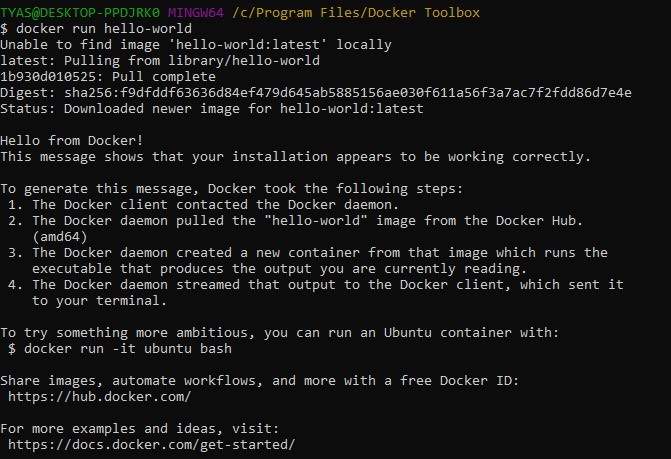 TYAS@DESKTOP-PPDJRK0 MINGW64 /c/Program Files/Docker Toolbox
$ docker run hello-world
Unable to find image 'hello-world:latest' locally
latest: Pulling from library/hello-world
1b930d010525: Pull complete
Digest: sha256:f9dfddf63636d84ef479d645ab5885156ae030f611a56f3a7ac7f2fdd86d7e4e
Status: Downloaded newer image for hello-world:latest

Hello from Docker!
This message shows that your installation appears to be working correctly.

To generate this message, Docker took the following steps:
 1. The Docker client contacted the Docker daemon.
 2. The Docker daemon pulled the "hello-world" image from the Docker Hub.
    (amd64)
 3. The Docker daemon created a new container from that image which runs the
    executable that produces the output you are currently reading.
 4. The Docker daemon streamed that output to the Docker client, which sent it
    to your terminal.

To try something more ambitious, you can run an Ubuntu container with:
 $ docker run -it ubuntu bash

Share images, automate workflows, and more with a free Docker ID:
 https://hub.docker.com/

For more examples and ideas, visit:
 https://docs.docker.com/get-started/